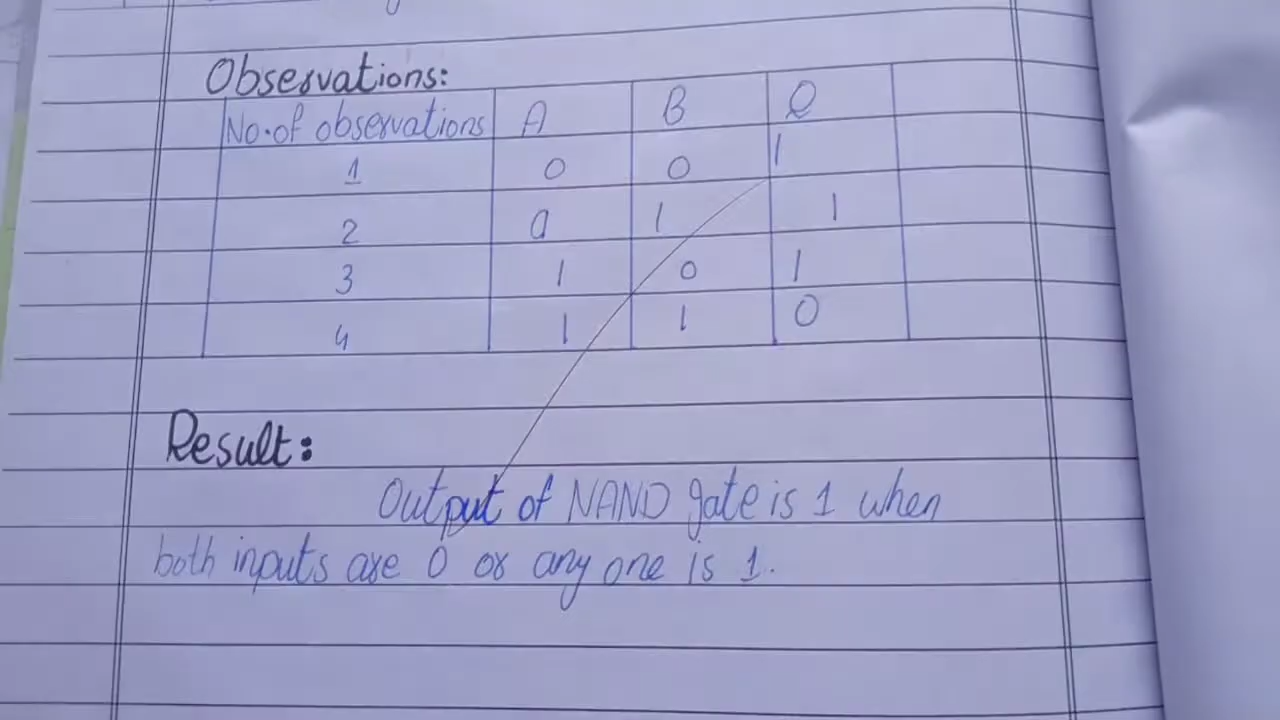 Observations:
No. of observations A B Q
1 0 0 1
2 0 1 1
3 1 0 1
4 1 1 0
Result:
Output of NAND gate is 1 when
both inputs are 0 or any one is 1.